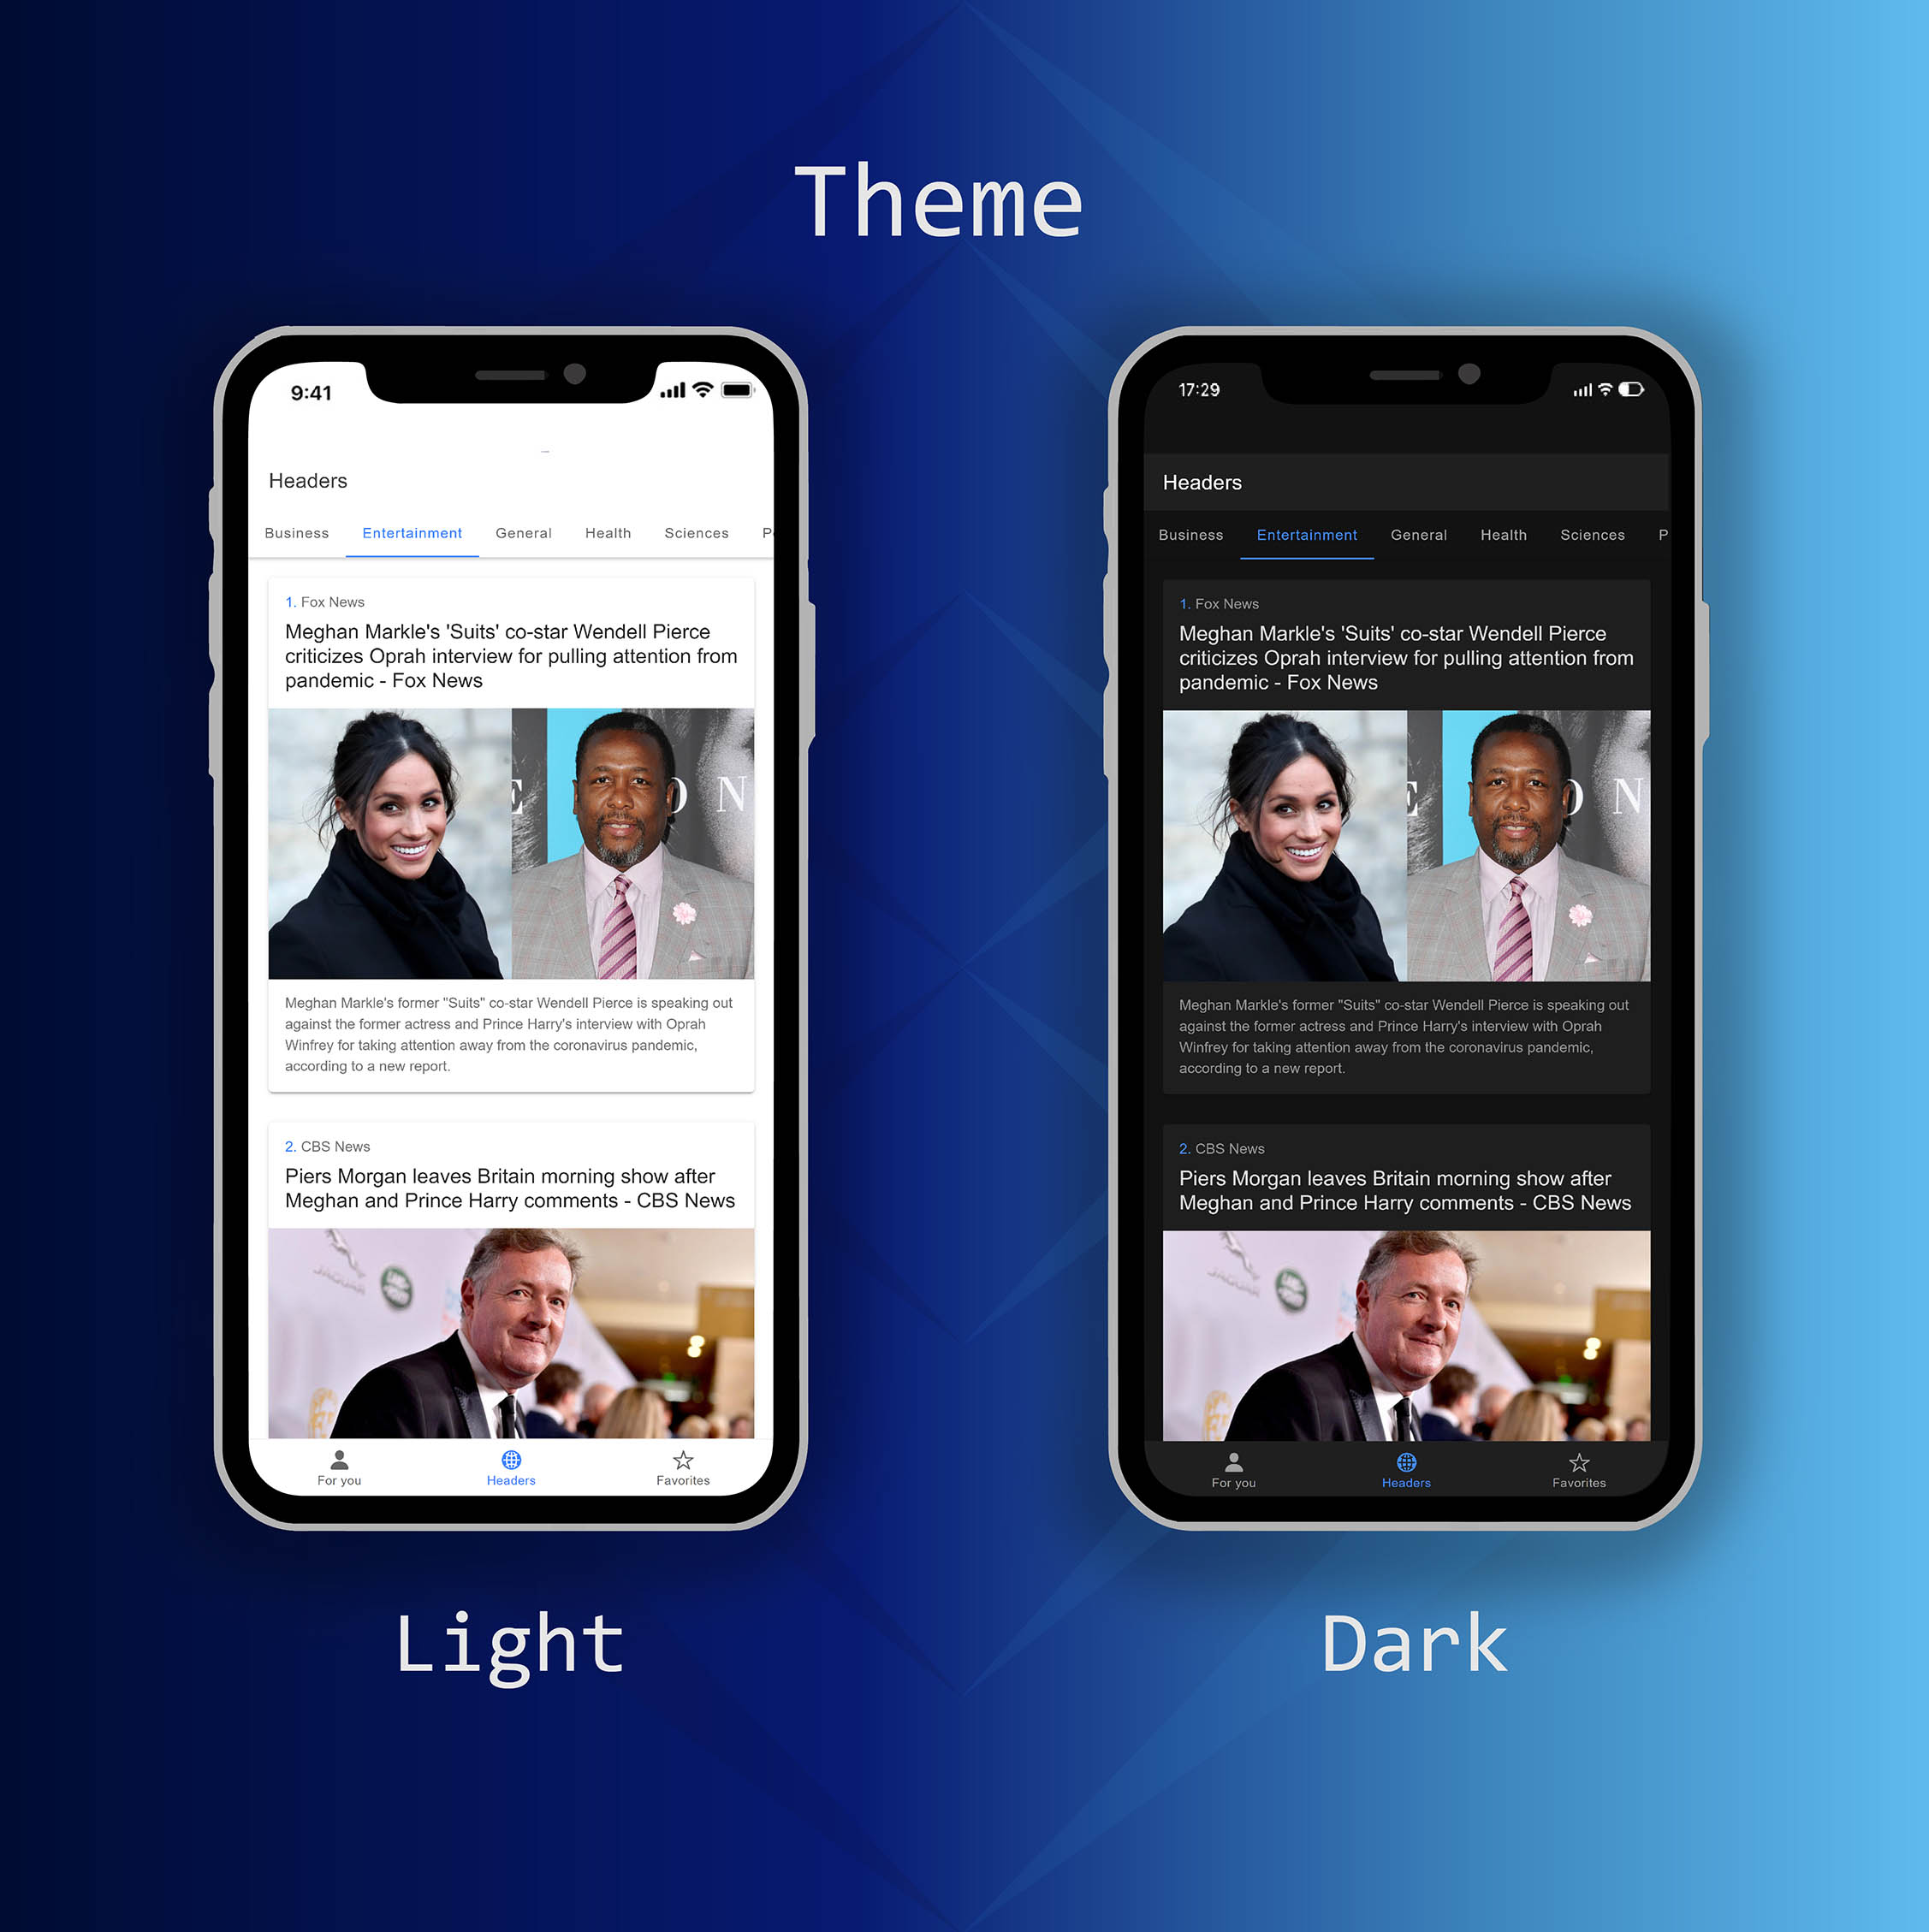 Theme
9:41
Headers
Business Entertainment General Health Sciences P
1. Fox News
Meghan Markle's 'Suits' co-star Wendell Pierce
criticizes Oprah interview for pulling attention from
pandemic - Fox News
E
O N
Meghan Markle's former "Suits" co-star Wendell Pierce is speaking out
against the former actress and Prince Harry's interview with Oprah
Winfrey for taking attention away from the coronavirus pandemic,
according to a new report.
2. CBS News
Piers Morgan leaves Britain morning show after
Meghan and Prince Harry comments - CBS News
JAGUAR
For you Headers Favorites
Light
17:29
Headers
Business Entertainment General Health Sciences P
1. Fox News
Meghan Markle's 'Suits' co-star Wendell Pierce
criticizes Oprah interview for pulling attention from
pandemic - Fox News
E
O N
Meghan Markle's former "Suits" co-star Wendell Pierce is speaking out
against the former actress and Prince Harry's interview with Oprah
Winfrey for taking attention away from the coronavirus pandemic,
according to a new report.
2. CBS News
Piers Morgan leaves Britain morning show after
Meghan and Prince Harry comments - CBS News
JAGUAR
For you Headers Favorites
Dark